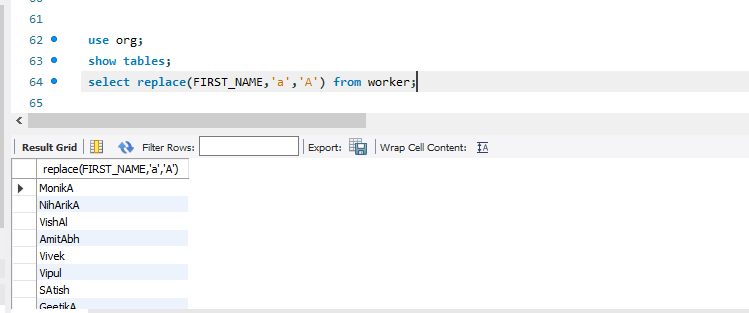 61
62 use org;
63 show tables;
64 select replace(FIRST_NAME,'a','A') from worker;
65
Result Grid Filter Rows: Export: Wrap Cell Content:
replace(FIRST_NAME,'a','A')
MonikA
NihArikA
VishAl
AmitAbh
Vivek
Vipul
SAtish
GeetikA